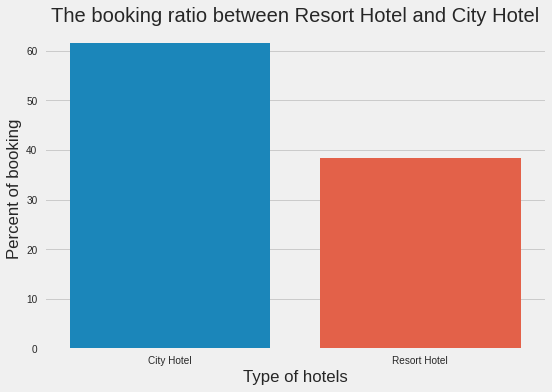 The booking ratio between Resort Hotel and City Hotel
Percent of booking
60
50
40
30
20
10
0
City Hotel
Resort Hotel
Type of hotels